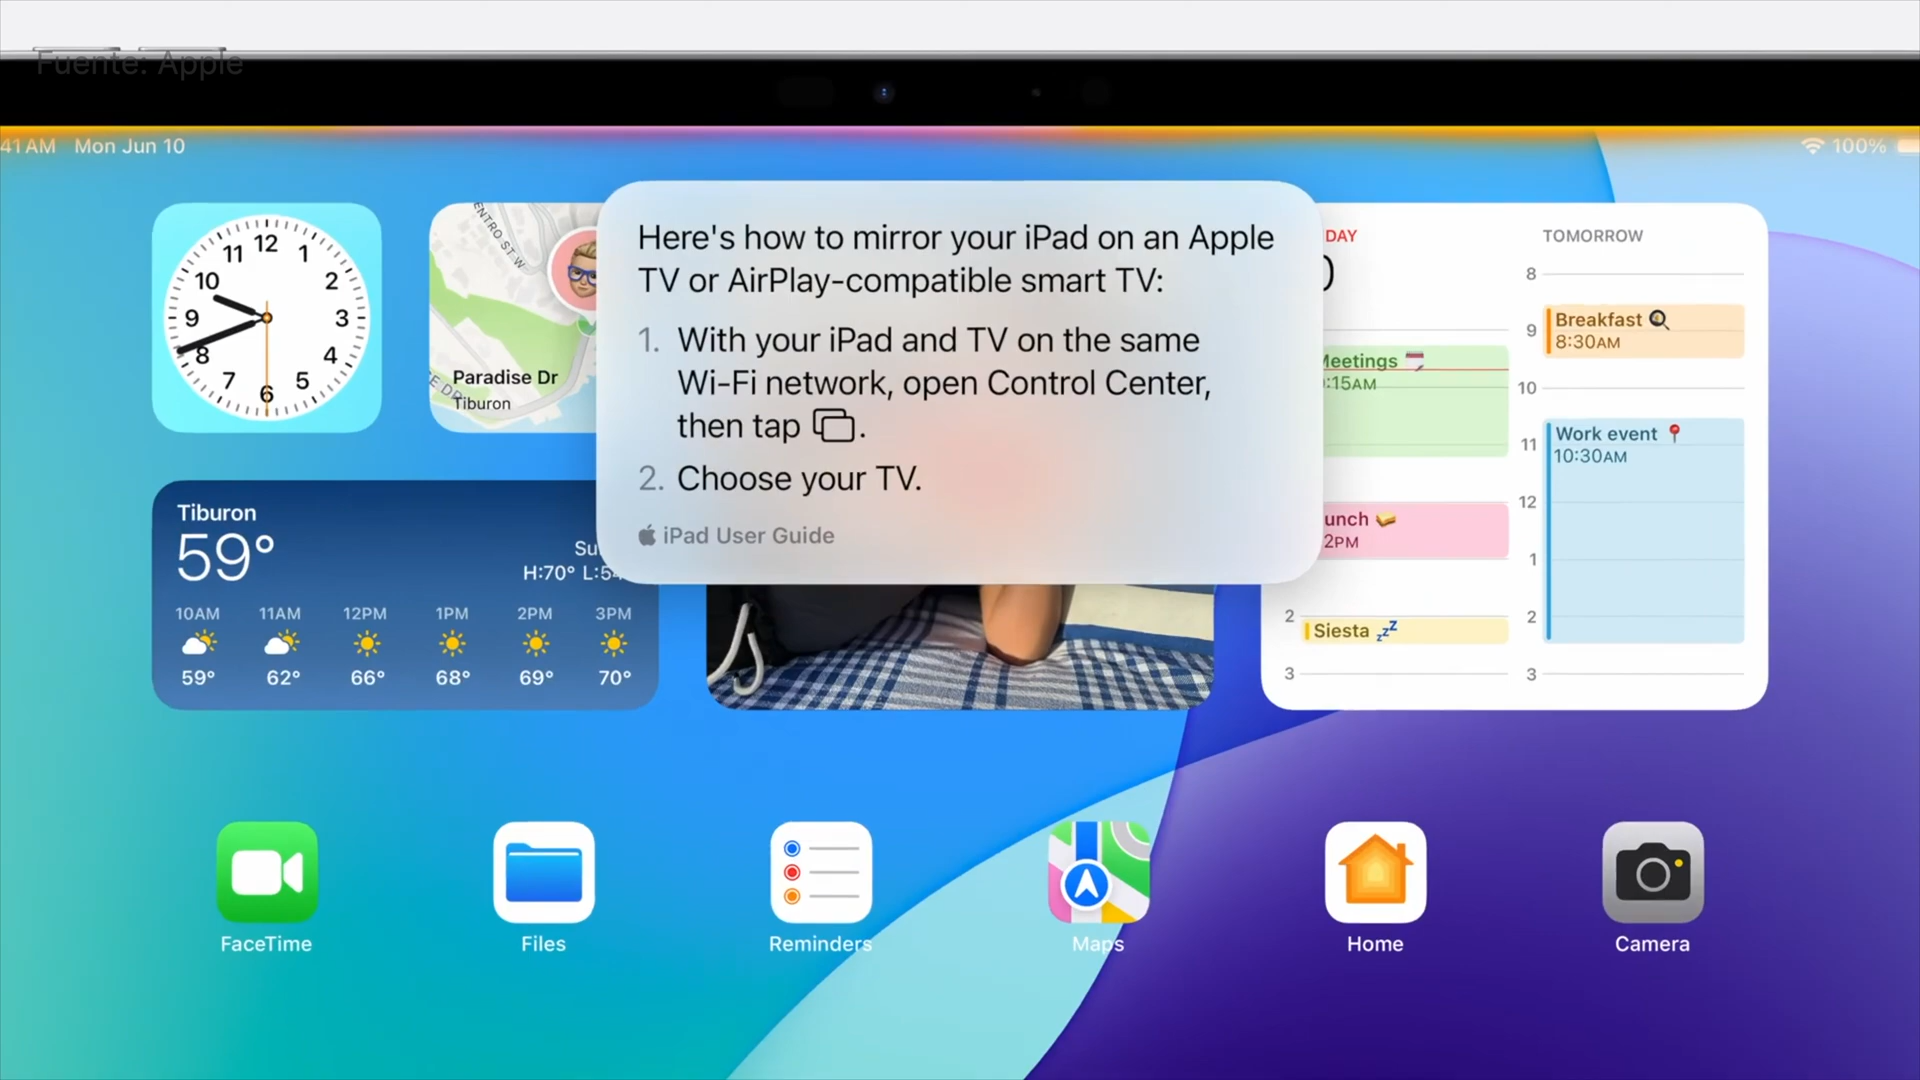 Fuente: Apple
41 AM Mon Jun 10
100%
12
1
2
3
4
5
6
7
8
9
10
11
Paradise Dr
Tiburon
Here's how to mirror your iPad on an Apple
TV or AirPlay-compatible smart TV:
1. With your iPad and TV on the same
Wi-Fi network, open Control Center,
then tap
.
2. Choose your TV.
iPad User Guide
Tiburon
59°
H:70°
10AM 11AM 12PM 1PM 2PM 3PM
59° 62° 66° 68° 69° 70°
DAY
Meetings
:15AM
unch
2PM
2
Siesta
3
TOMORROW
8
Breakfast
9
8:30AM
10
Work event
11
10:30AM
12
1
2
3
FaceTime
Files
Reminders
Maps
Home
Camera